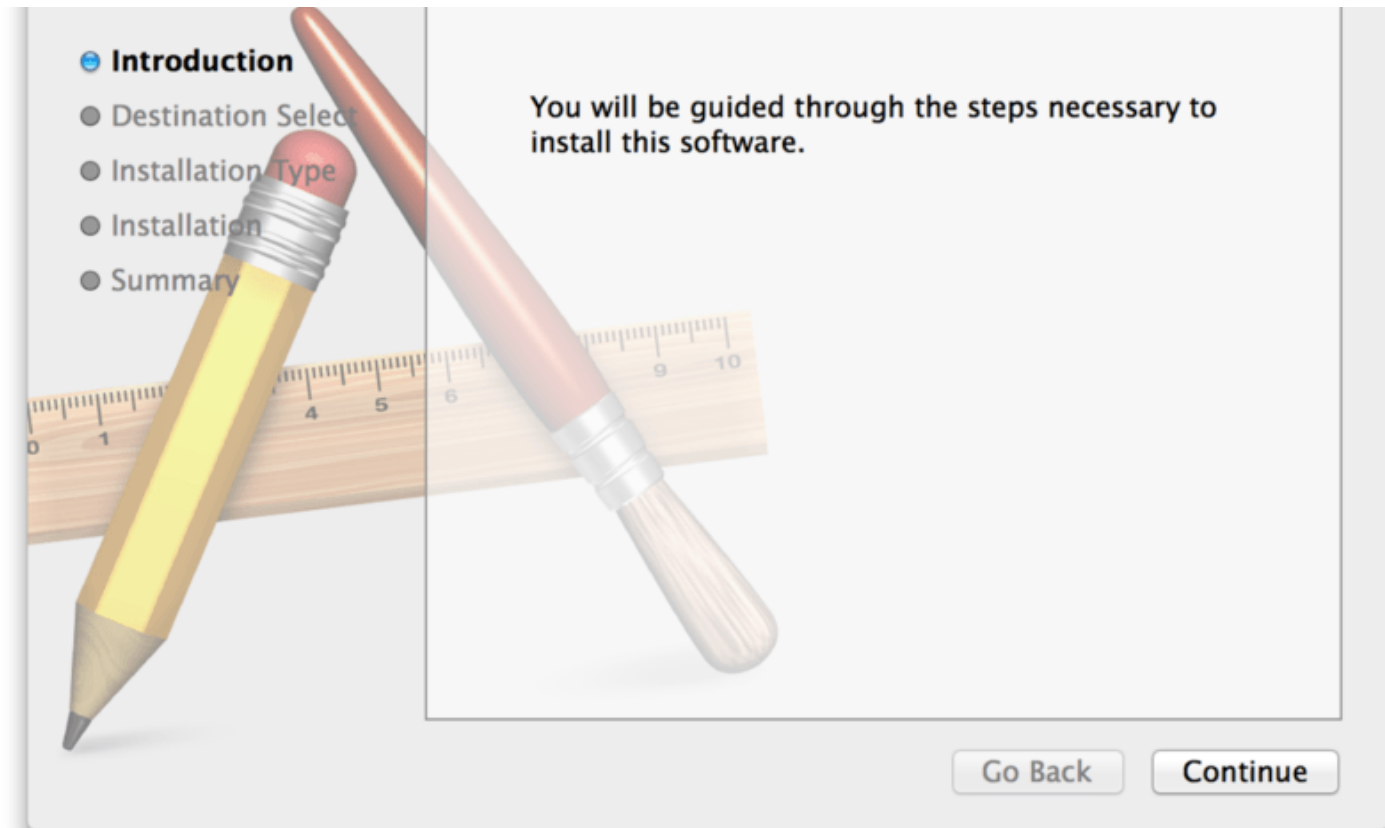 Introduction
Destination Select
Installation Type
Installation
Summary
You will be guided through the steps necessary to
install this software.
0 1 4 5 6 9 10
Go Back
Continue